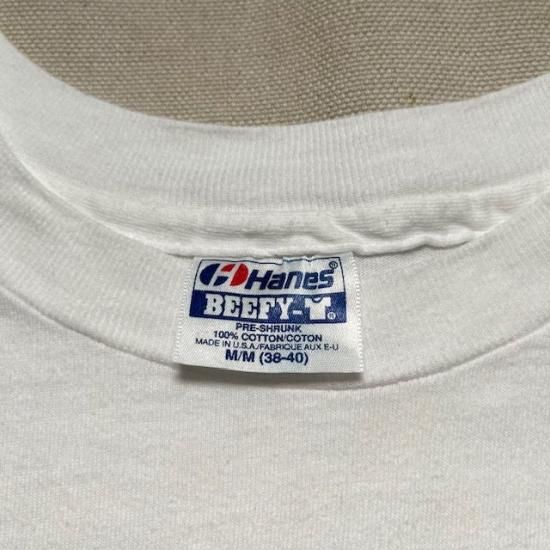 Hanes®
BEEFY-T®
PRE-SHRUNK
100% COTTON/COTON
MADE IN U.S.A./FABRIQUE AUX E-U
M/M (38-40)